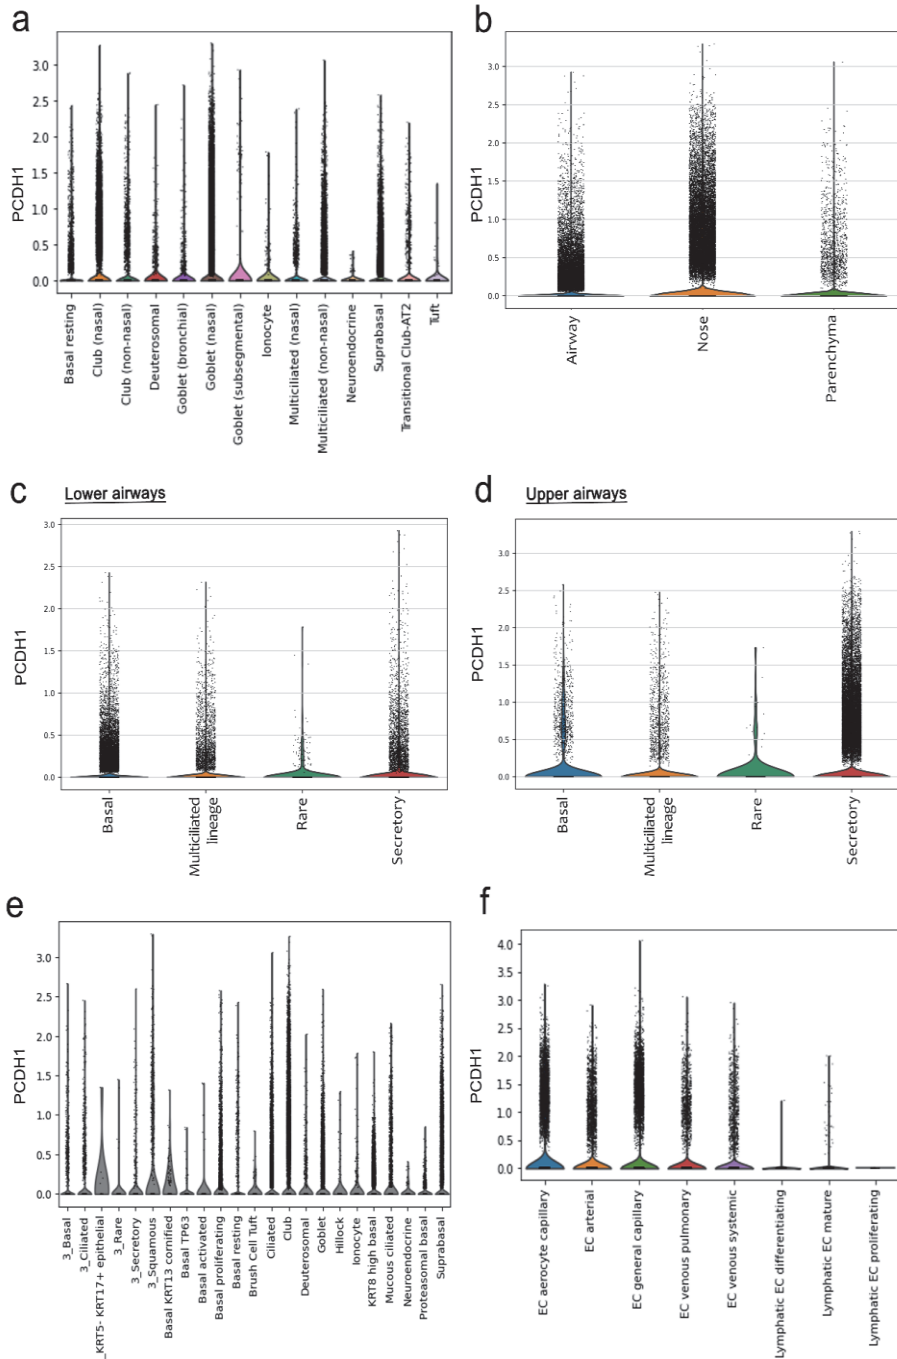 a
PCDH1
3.0
2.5
2.0
1.5
1.0
0.5
0.0
Basal resting
Club (nasal)
Club (non-nasal)
Deuterosomal
Goblet (bronchial)
Goblet (nasal)
Goblet (subsegmental)
Ionocyte
Multiciliated (nasal)
Multiciliated (non-nasal)
Neuroendocrine
Suprabasal
Transitional Club-AT2
Tuft
b
PCDH1
3.0
2.5
2.0
1.5
1.0
0.5
0.0
Airway
Nose
Parenchyma
c
Lower airways
PCDH1
3.0
2.5
2.0
1.5
1.0
0.5
0.0
Basal
Multiciliated
lineage
Rare
Secretory
d
Upper airways
PCDH1
3.0
2.5
2.0
1.5
1.0
0.5
0.0
Basal
Multiciliated
lineage
Rare
Secretory
e
PCDH1
3.0
2.5
2.0
1.5
1.0
0.5
0.0
3_Basal
3_Ciliated
_KRT5- KRT17+ epithelial
3_Rare
3_Secretory
3_Squamous
Basal KRT13 cornified
Basal TP63
Basal activated
Basal proliferating
Basal resting
Brush Cell Tuft
Ciliated
Club
Deuterosomal
Goblet
Hillock
Ionocyte
KRT8 high basal
Mucous ciliated
Neuroendocrine
Proteasomal basal
Suprabasal
f
PCDH1
4.0
3.5
3.0
2.5
2.0
1.5
1.0
0.5
0.0
EC aerocyte capillary
EC arterial
EC general capillary
EC venous pulmonary
EC venous systemic
Lymphatic EC differentiating
Lymphatic EC mature
Lymphatic EC proliferating